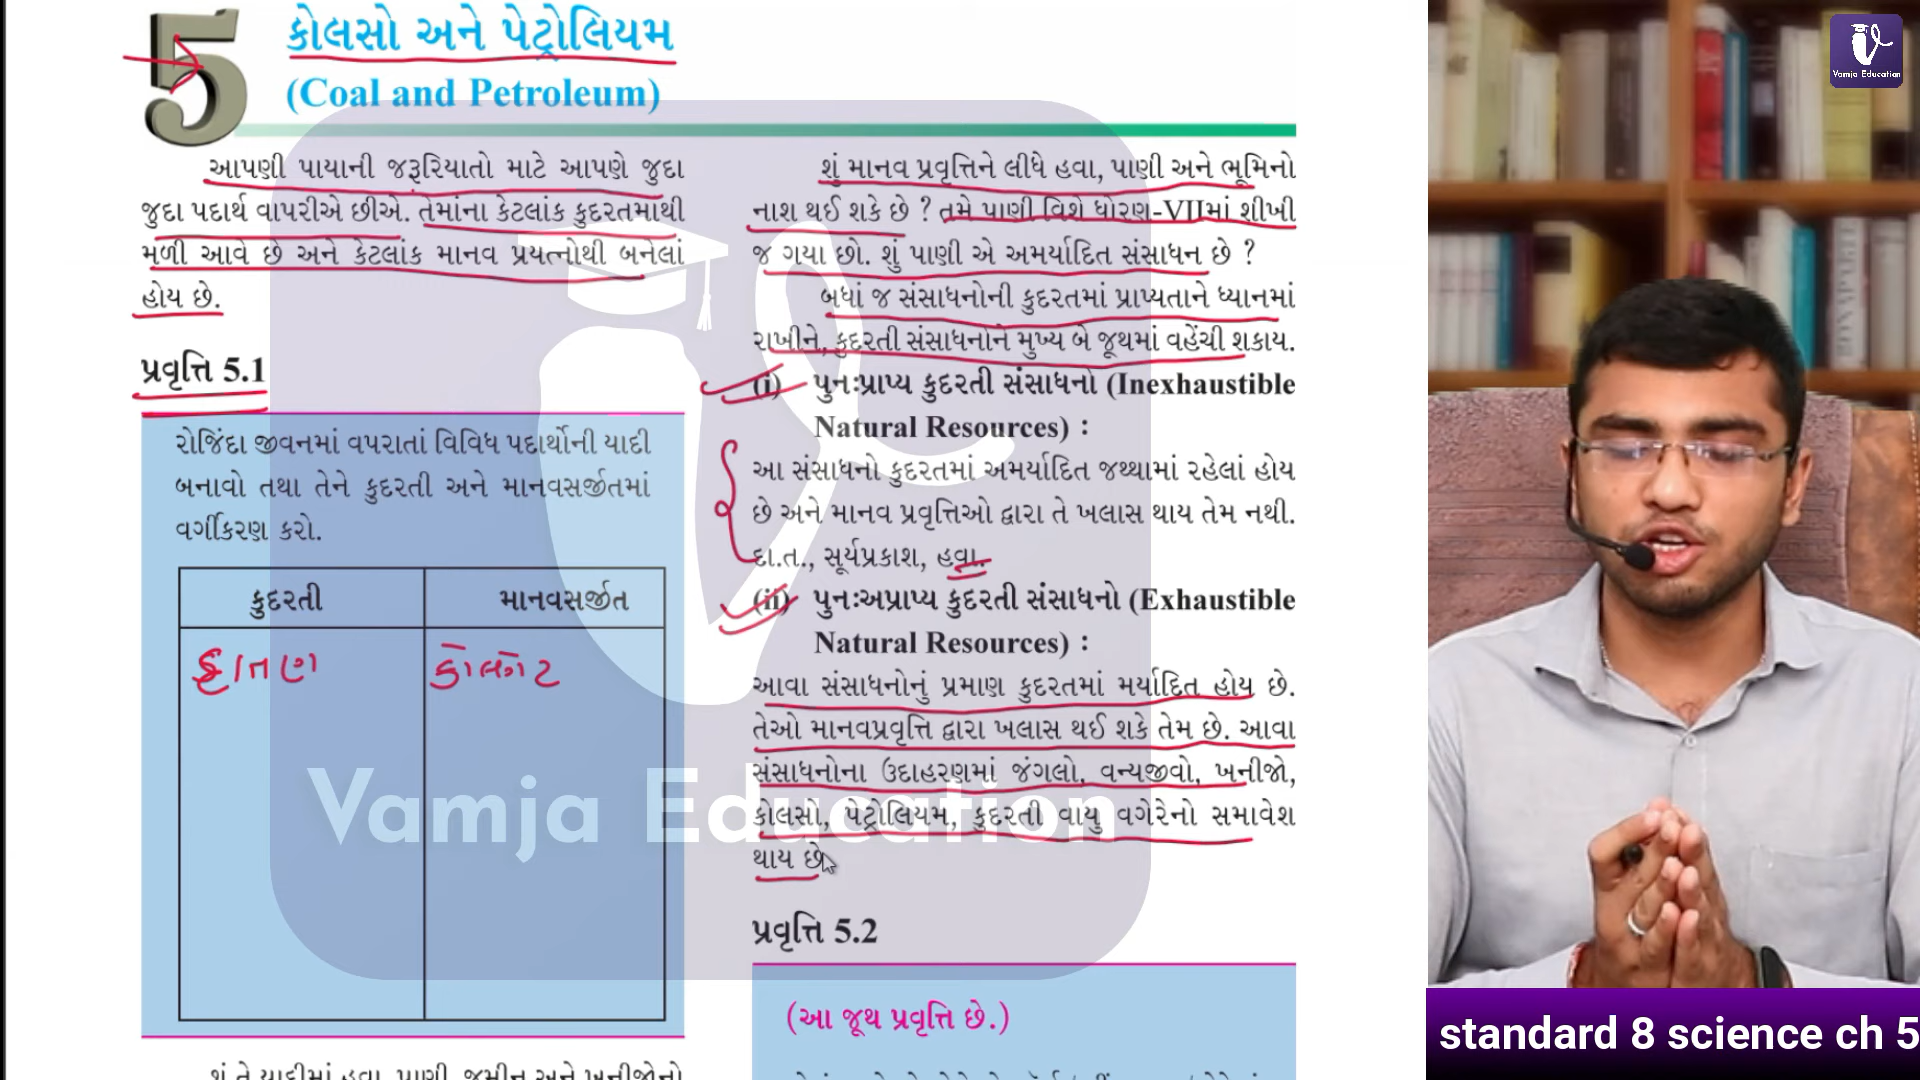 5
કોલસો અને પેટ્રોલિયમ
(Coal and Petroleum)
આપણી પાયાની જરૂરિયાતો માટે આપણે જુદા
જુદા પદાર્થ વાપરીએ છીએ. તેમાંના કેટલાંક કુદરતમાથી
મળી આવે છે અને કેટલાંક માનવ પ્રયત્નોથી બનેલાં
હોય છે.
પ્રવૃત્તિ 5.1
રોજિંદા જીવનમાં વપરાતાં વિવિધ પદાર્થોની યાદી
બનાવો તથા તેને કુદરતી અને માનવસર્જીતમાં
વર્ગીકરણ કરો.
કુદરતી માનવસર્જીત
શું તે યાદીમાં હવા, પાણી, જમીન અને ખનીજોનો
શું માનવ પ્રવૃત્તિને લીધે હવા, પાણી અને ભૂમિનો
નાશ થઈ શકે છે ? તમે પાણી વિશે ધોરણ-VIIમાં શીખી
જ ગયા છો. શું પાણી એ અમર્યાદિત સંસાધન છે ?
બધાં જ સંસાધનોની કુદરતમાં પ્રાપ્યતાને ધ્યાનમાં
રાખીને, કુદરતી સંસાધનોને મુખ્ય બે જૂથમાં વહેંચી શકાય.
(i) પુનઃપ્રાપ્ય કુદરતી સંસાધનો (Inexhaustible
Natural Resources) :
આ સંસાધનો કુદરતમાં અમર્યાદિત જથ્થામાં રહેલાં હોય
છે અને માનવ પ્રવૃત્તિઓ દ્વારા તે ખલાસ થાય તેમ નથી.
દા.ત., સૂર્યપ્રકાશ, હવા.
(ii) પુનઃઅપ્રાપ્ય કુદરતી સંસાધનો (Exhaustible
Natural Resources) :
આવા સંસાધનોનું પ્રમાણ કુદરતમાં મર્યાદિત હોય છે.
તેઓ માનવપ્રવૃત્તિ દ્વારા ખલાસ થઈ શકે તેમ છે. આવા
સંસાધનોના ઉદાહરણમાં જંગલો, વન્યજીવો, ખનીજો,
કોલસો, પેટ્રોલિયમ, કુદરતી વાયુ વગેરેનો સમાવેશ
થાય છે.
પ્રવૃત્તિ 5.2
(આ જૂથ પ્રવૃત્તિ છે.)
Vamja Education
Vamja Education
standard 8 science ch 5